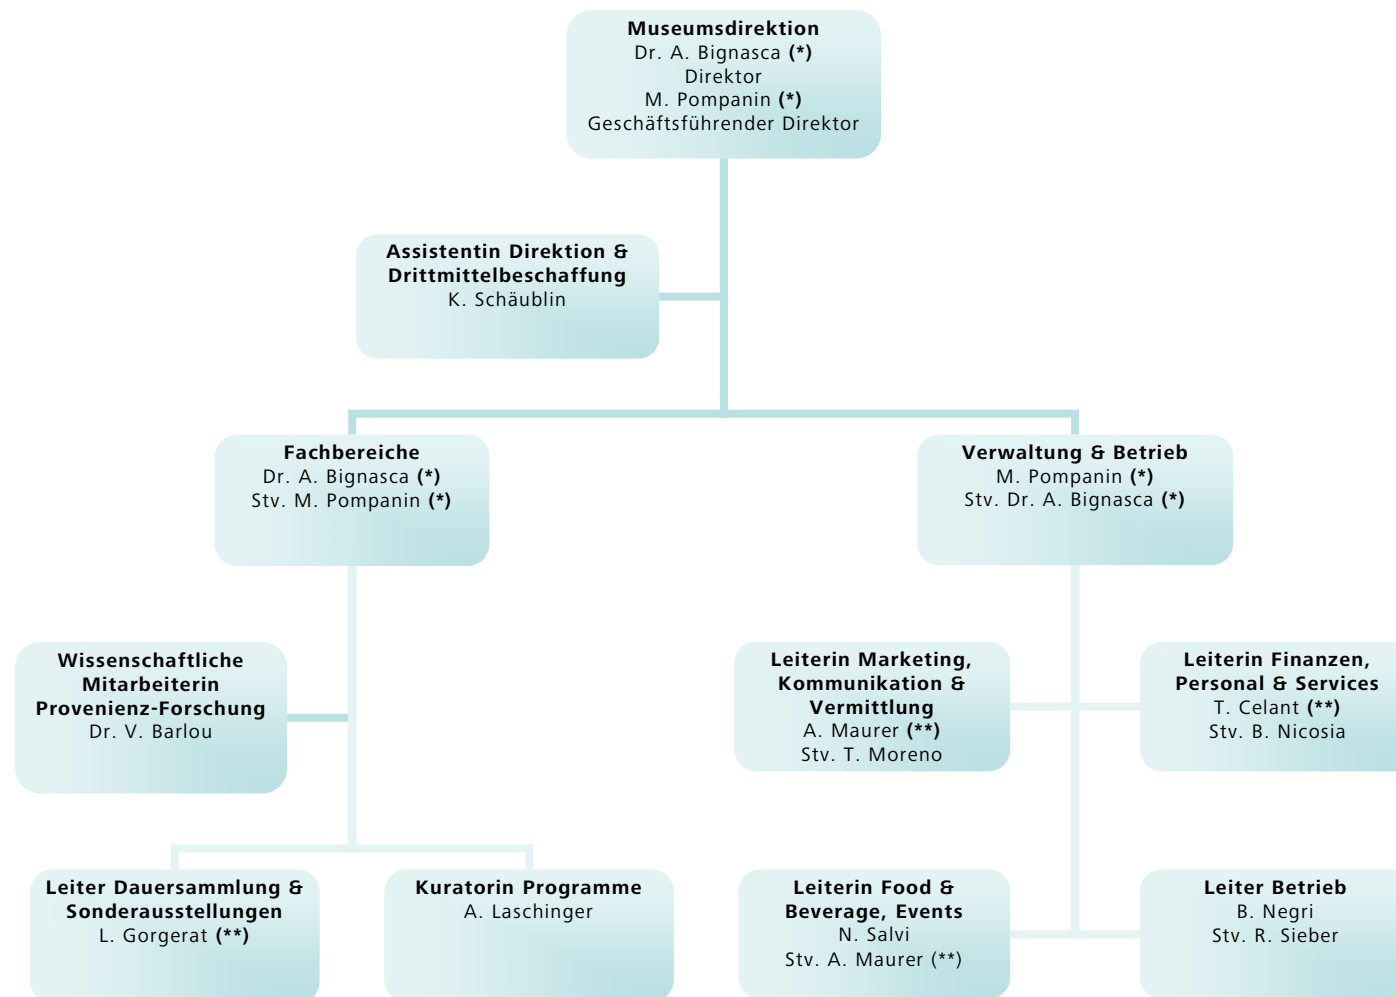 Museumsdirektion
Dr. A. Bignasca (*)
Direktor
M. Pompanin (*)
Geschäftsführender Direktor
Assistentin Direktion &
Drittmittelbeschaffung
K. Schäublin
Fachbereiche
Dr. A. Bignasca (*)
Stv. M. Pompanin (*)
Verwaltung & Betrieb
M. Pompanin (*)
Stv. Dr. A. Bignasca (*)
Wissenschaftliche
Mitarbeiterin
Provenienz-Forschung
Dr. V. Barlou
Leiterin Marketing,
Kommunikation &
Vermittlung
A. Maurer (**)
Stv. T. Moreno
Leiterin Finanzen,
Personal & Services
T. Celant (**)
Stv. B. Nicosia
Leiter Dauersammlung &
Sonderausstellungen
L. Gorgerat (**)
Kuratorin Programme
A. Laschinger
Leiterin Food &
Beverage, Events
N. Salvi
Stv. A. Maurer (**)
Leiter Betrieb
B. Negri
Stv. R. Sieber